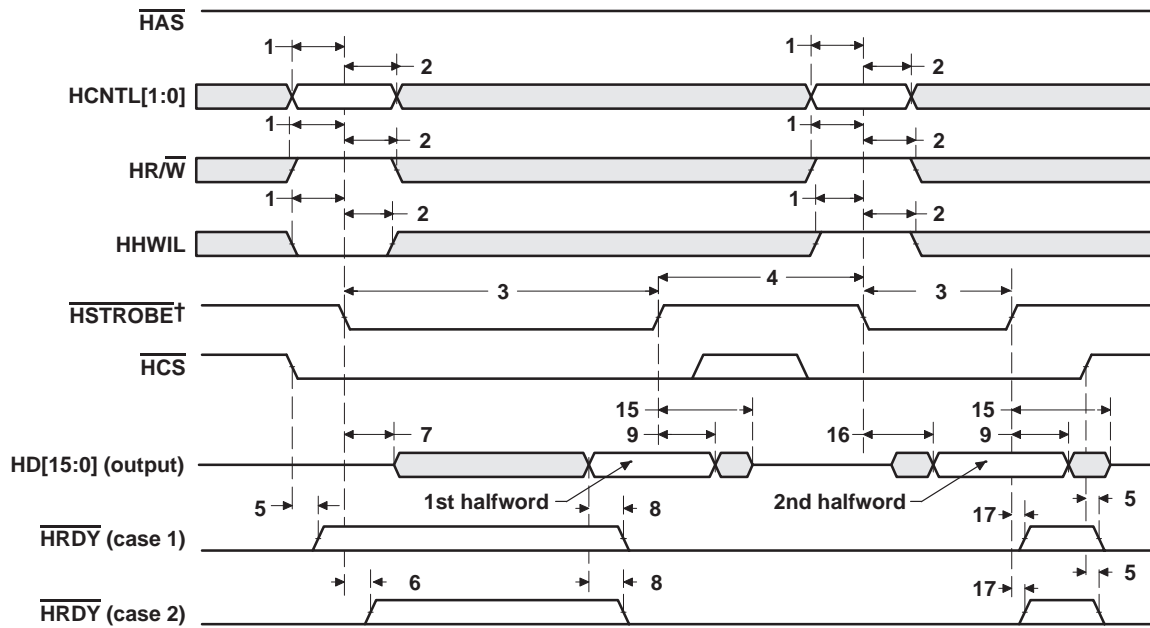 HAS
1 1
2 2
HCNTL[1:0]
1 1
2 2
HR/W
1 1
2 2
HHWIL
4
3 3
HSTROBE†
HCS
15 15
7 9 16 9
HD[15:0] (output)
1st halfword 2nd halfword
5 8 17 5
HRDY (case 1)
6 8 17 5
HRDY (case 2)